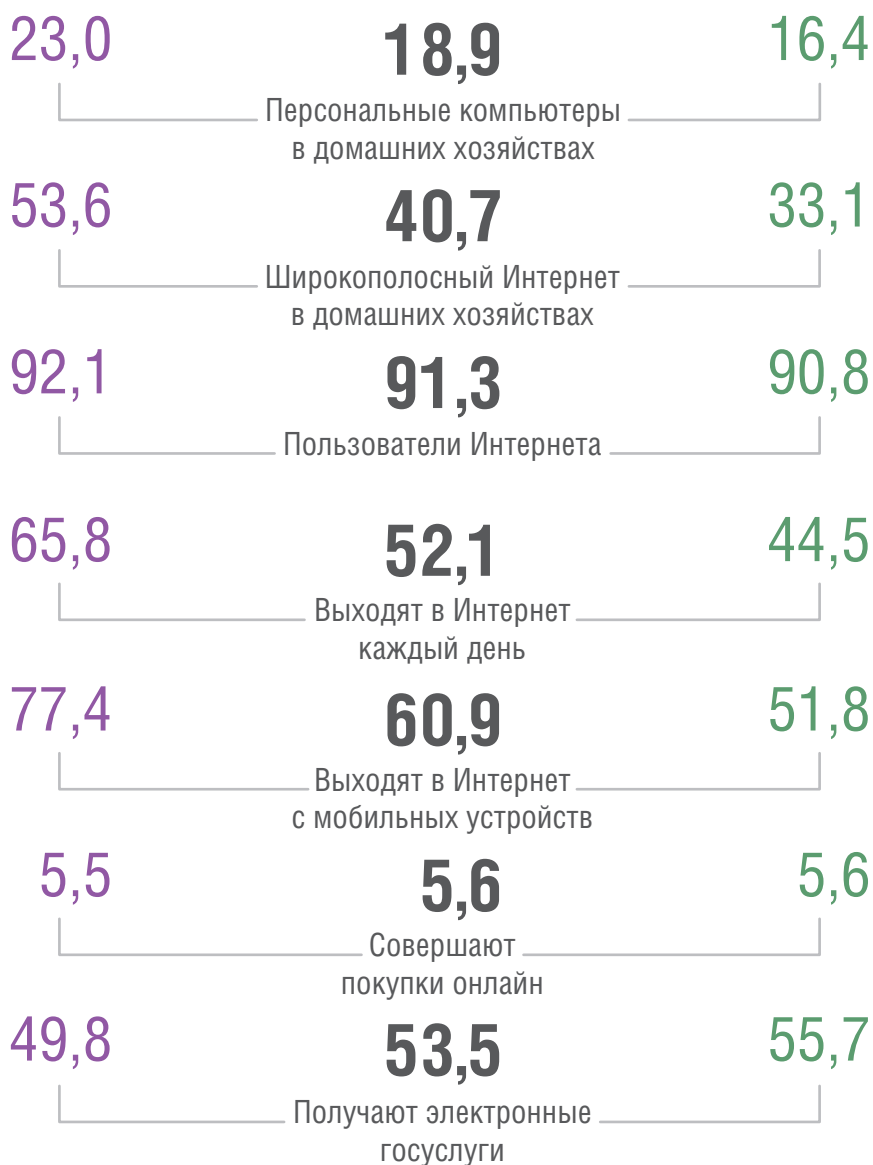 23,0 18,9 16,4
Персональные компьютеры
в домашних хозяйствах
53,6 40,7 33,1
Широкополосный Интернет
в домашних хозяйствах
92,1 91,3 90,8
Пользователи Интернета
65,8 52,1 44,5
Выходят в Интернет
каждый день
77,4 60,9 51,8
Выходят в Интернет
с мобильных устройств
5,5 5,6 5,6
Совершают
покупки онлайн
49,8 53,5 55,7
Получают электронные
госуслуги